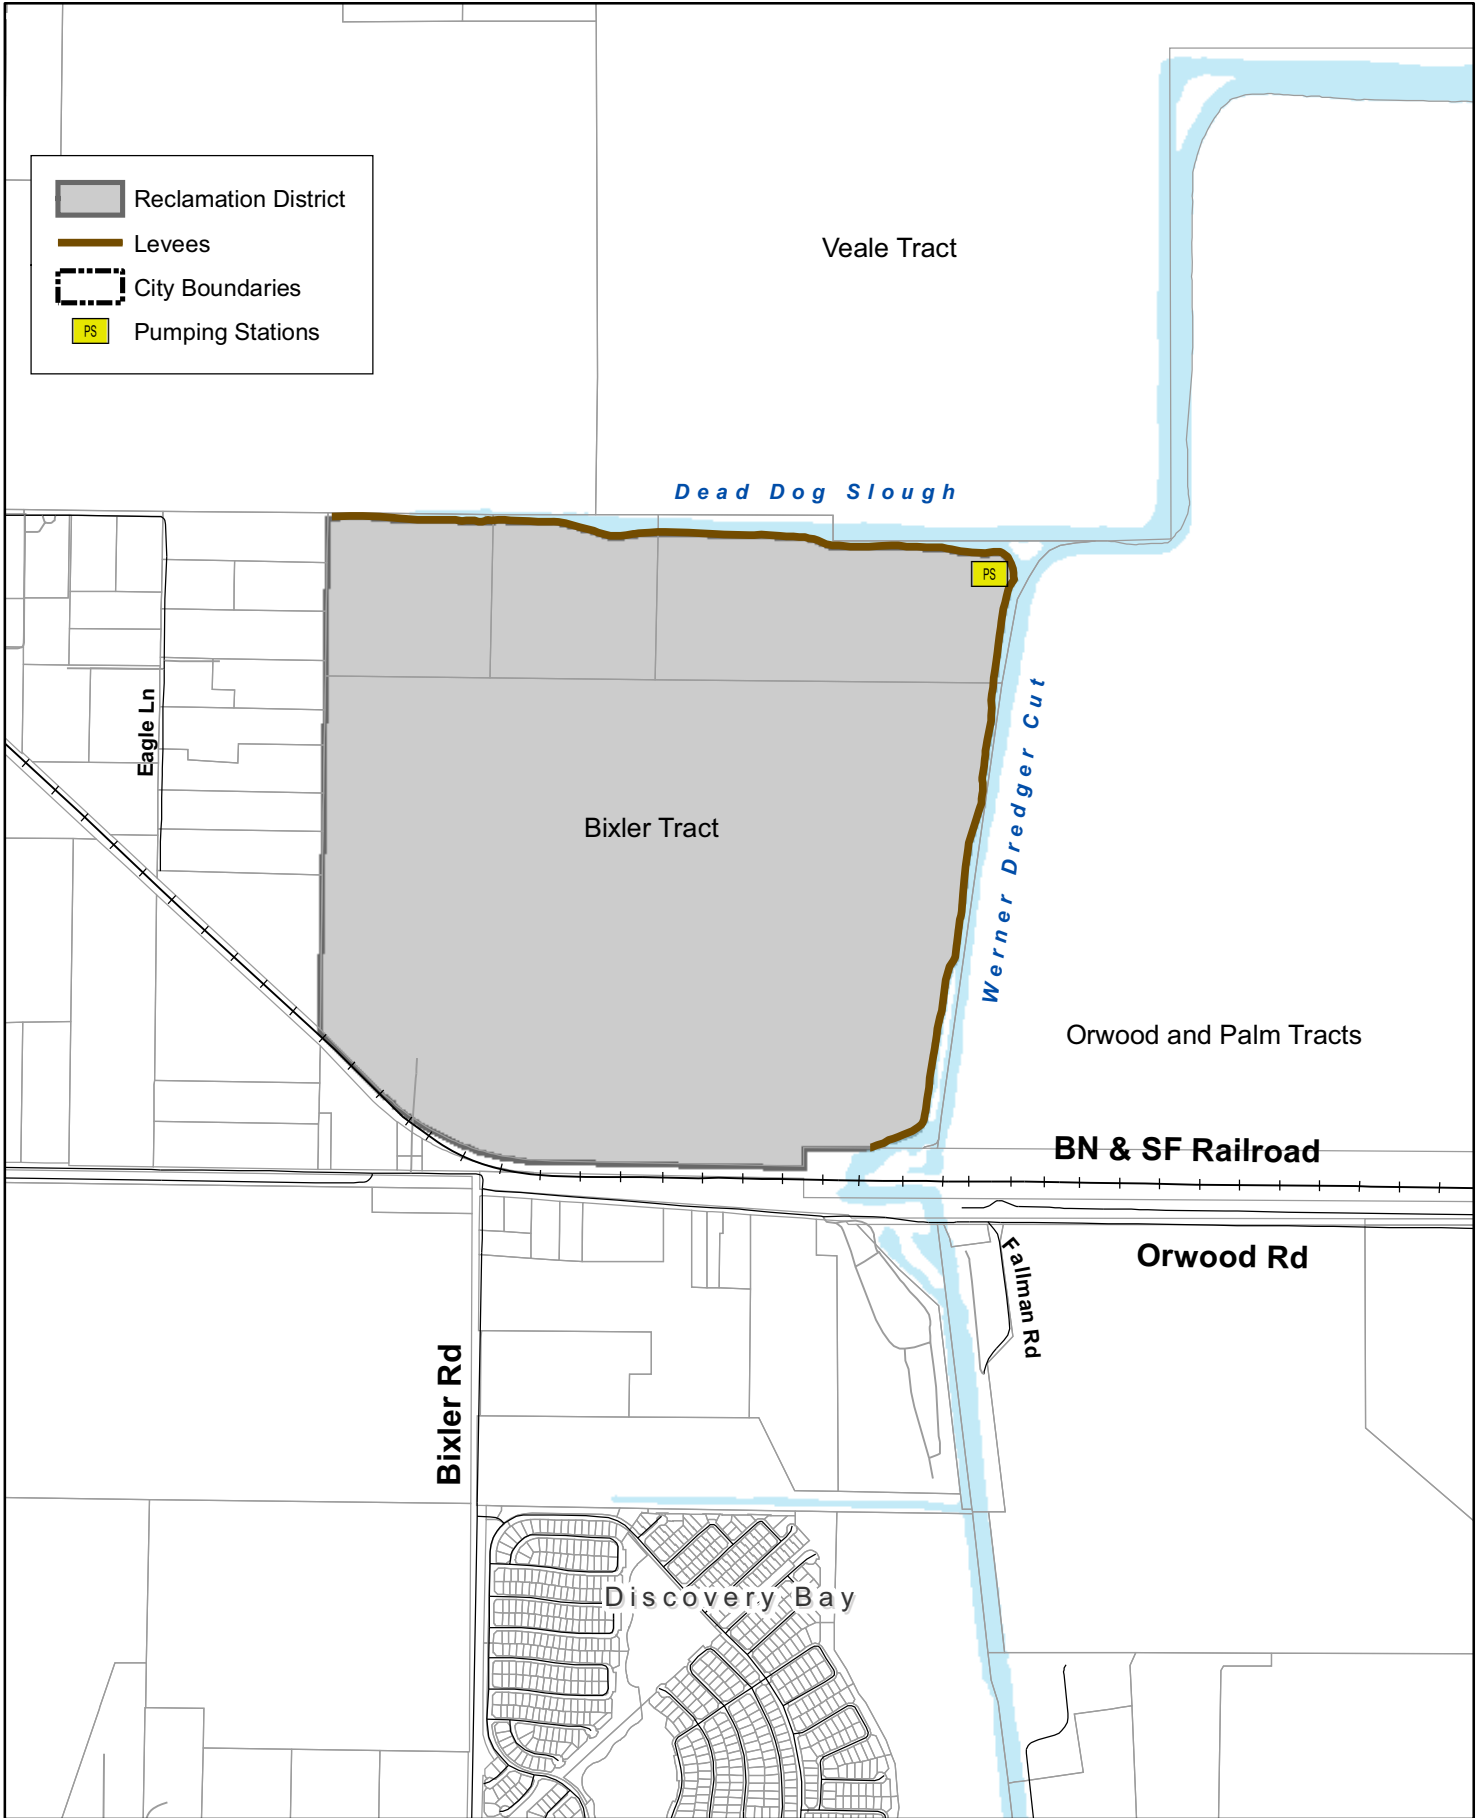 Reclamation District
Levees
City Boundaries
PS Pumping Stations
Veale Tract
Dead Dog Slough
PS
Eagle Ln
Werner Dredger Cut
Bixler Tract
Orwood and Palm Tracts
BN & SF Railroad
Orwood Rd
Fallman Rd
Bixler Rd
Discovery Bay